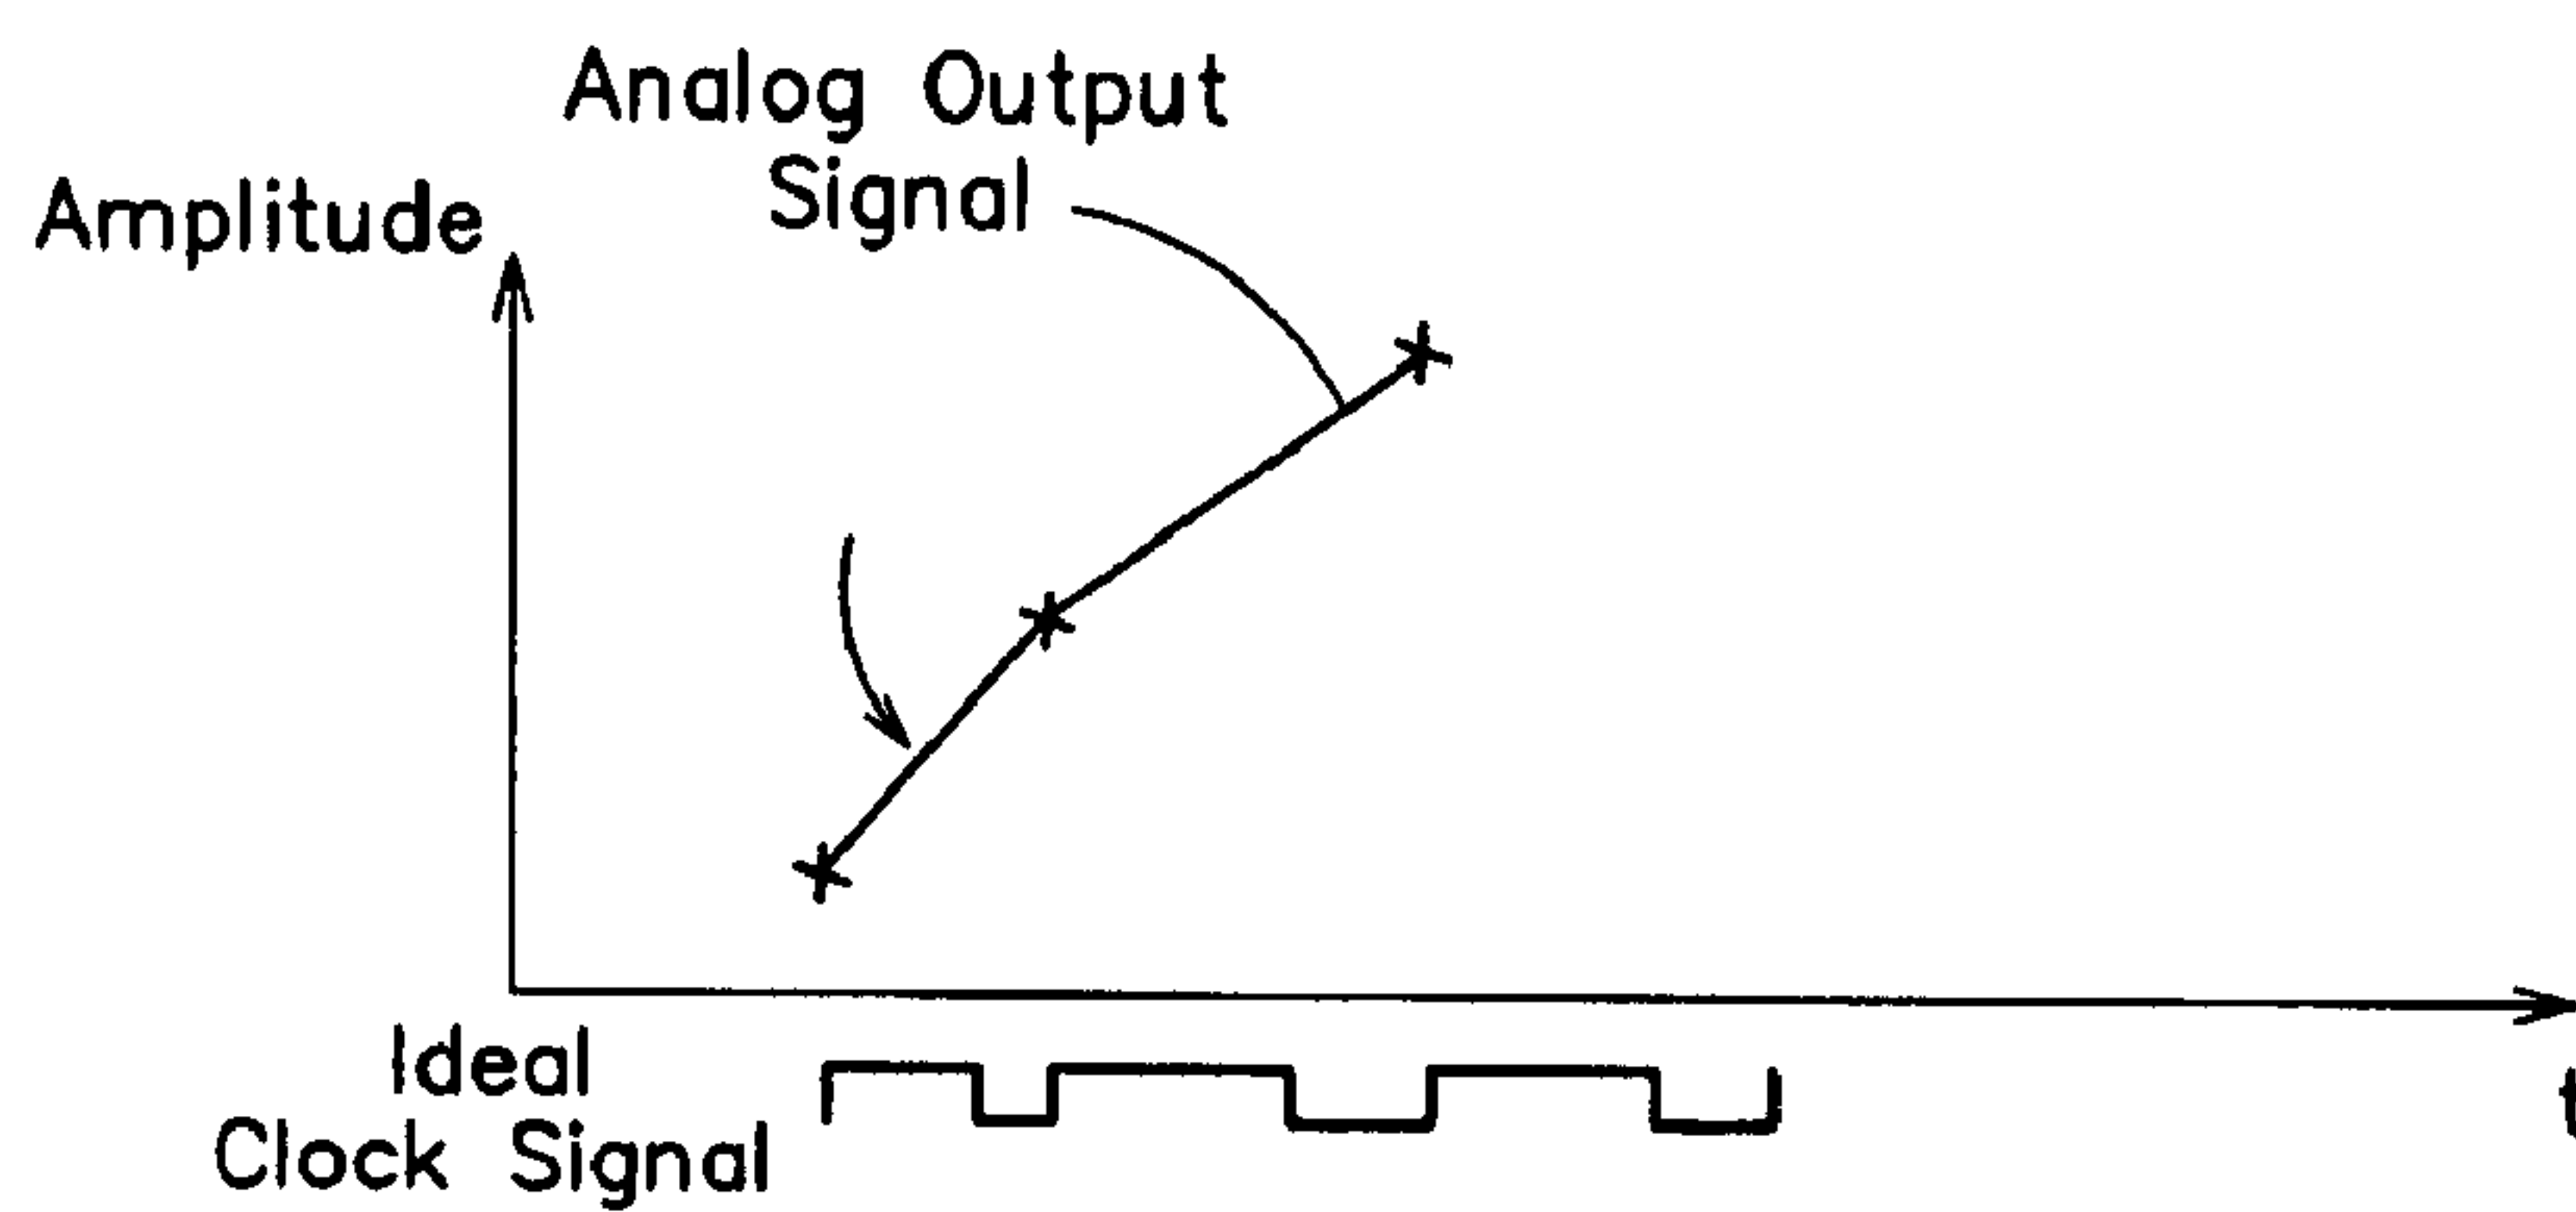 Analog Output
Signal
Amplitude
Ideal
Clock Signal
t